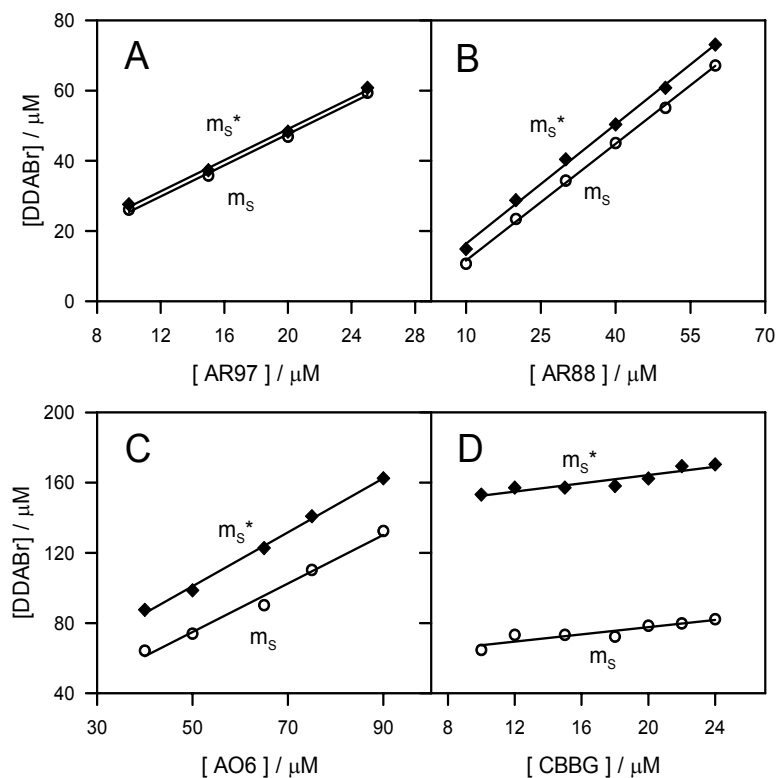 80
60
40
20
0
[DDABr] / μM
A
m_S*
m_S
8 12 16 20 24 28
[ AR97 ] / μM
B
m_S*
m_S
10 25 40 55 70
[ AR88 ] / μM
200
160
120
80
40
[DDABr] / μM
C
m_S*
m_S
30 50 70 90
[ AO6 ] / μM
D
m_S*
m_S
8 12 16 20 24
[ CBBG ] / μM